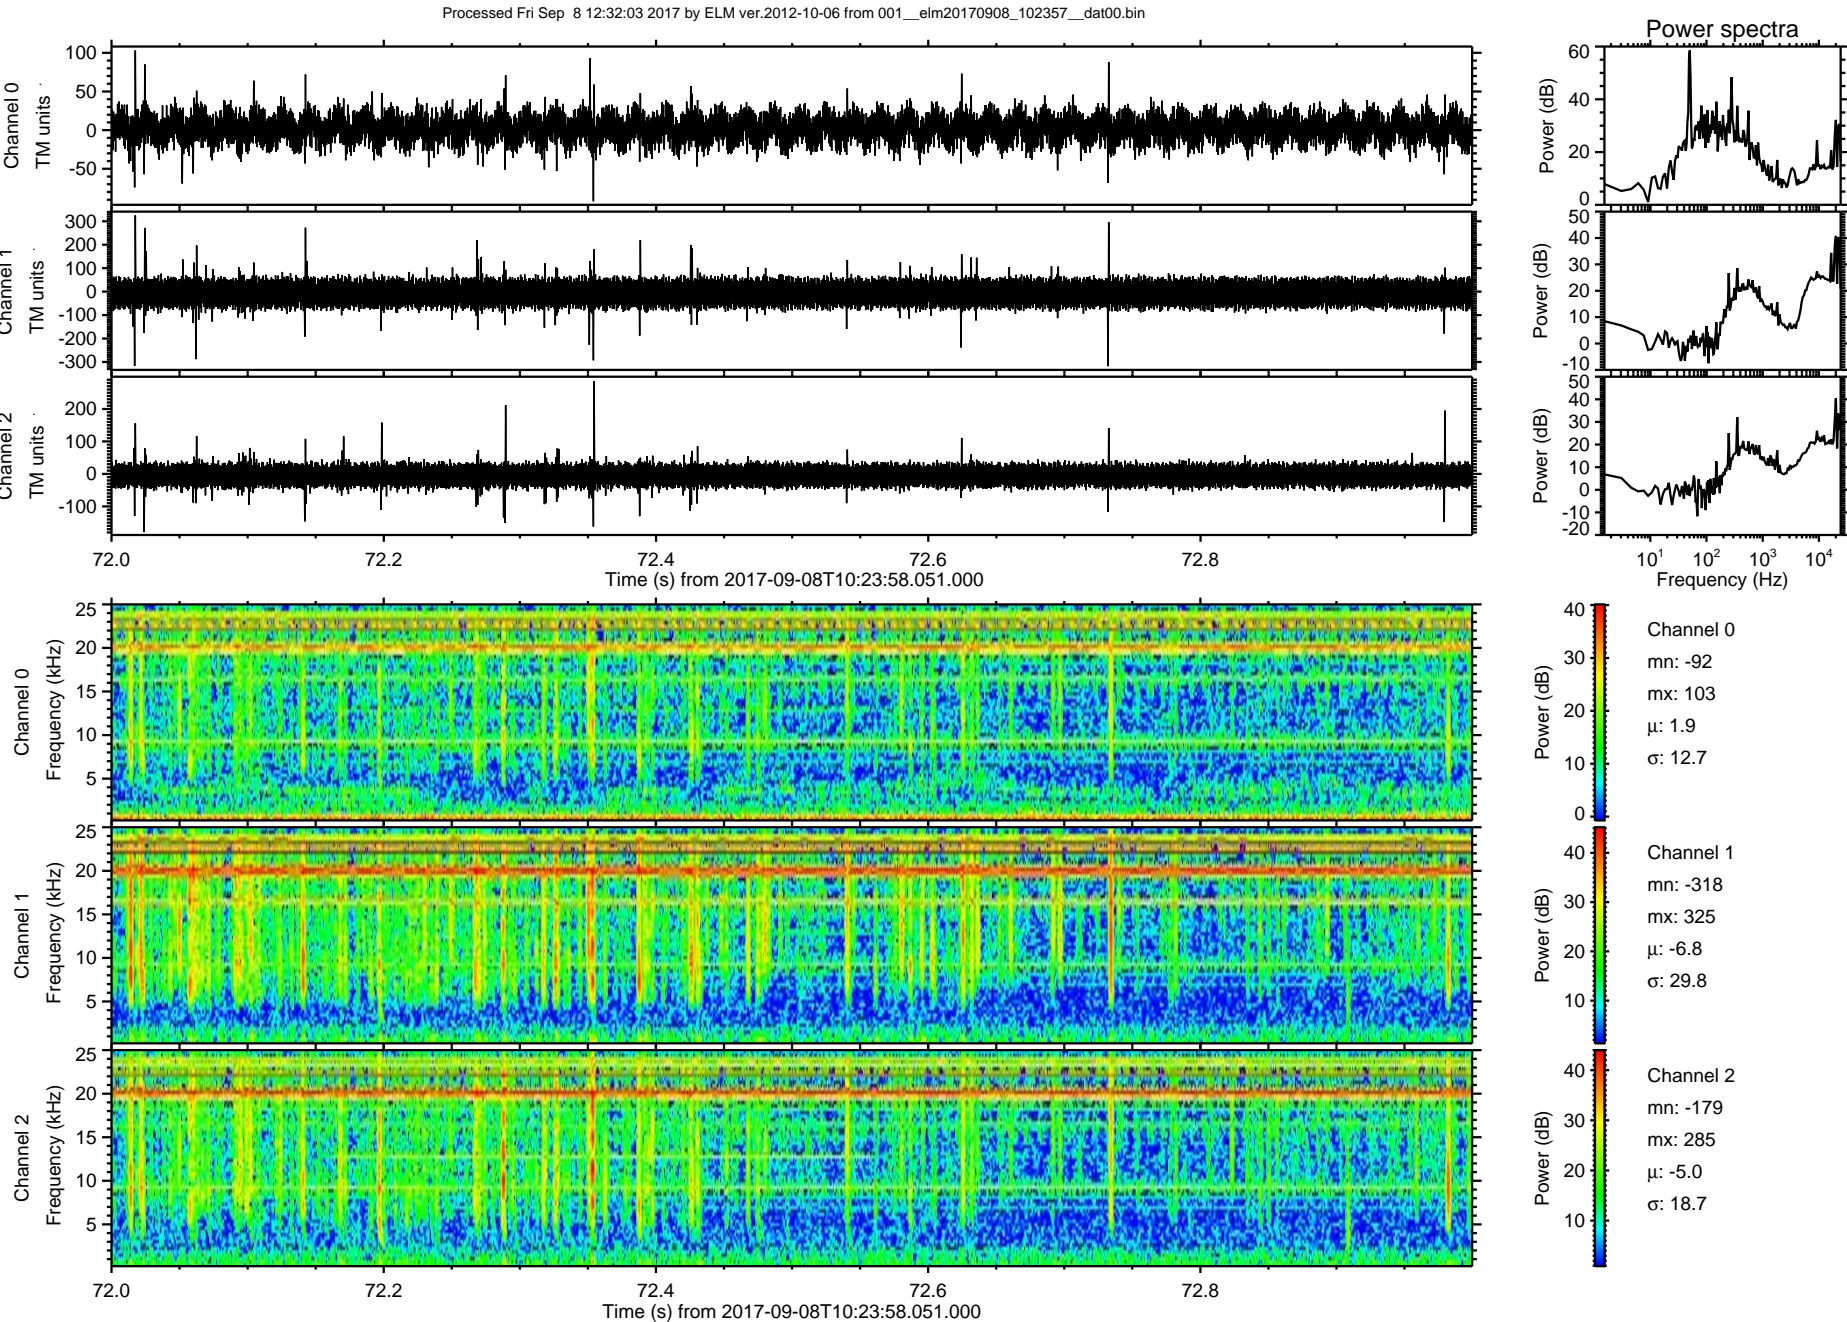 Processed Fri Sep  8 12:32:03 2017 by ELM ver.2012-10-06 from 001__elm20170908_102357__dat00.bin
Power spectra
Channel 0
TM units
100
50
0
-50
Power (dB)
60
40
20
0
Channel 1
TM units
300
200
100
0
-100
-200
-300
Power (dB)
50
40
30
20
10
0
-10
Channel 2
TM units
200
100
0
-100
Power (dB)
50
40
30
20
10
0
-10
-20
72.0 72.2 72.4 72.6 72.8
Time (s) from 2017-09-08T10:23:58.051.000
10¹ 10² 10³ 10⁴
Frequency (Hz)
Channel 0
Frequency (kHz)
25
20
15
10
5
Power (dB)
40
30
20
10
0
Channel 0
mn: -92
mx: 103
μ: 1.9
σ: 12.7
Channel 1
Frequency (kHz)
25
20
15
10
5
Power (dB)
40
30
20
10
Channel 1
mn: -318
mx: 325
μ: -6.8
σ: 29.8
Channel 2
Frequency (kHz)
25
20
15
10
5
Power (dB)
40
30
20
10
Channel 2
mn: -179
mx: 285
μ: -5.0
σ: 18.7
72.0 72.2 72.4 72.6 72.8
Time (s) from 2017-09-08T10:23:58.051.000